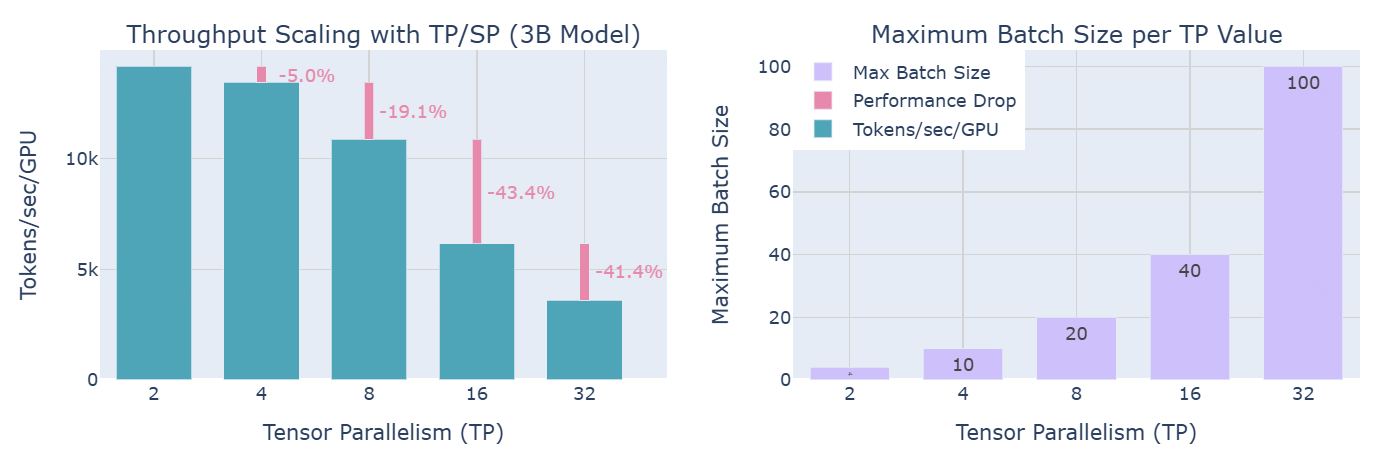 Throughput Scaling with TP/SP (3B Model)
Tokens/sec/GPU
10k
5k
0
-5.0%
-19.1%
-43.4%
-41.4%
2
4
8
16
32
Tensor Parallelism (TP)
Maximum Batch Size per TP Value
Max Batch Size
Performance Drop
Tokens/sec/GPU
Maximum Batch Size
100
80
60
40
20
0
4
10
20
40
100
2
4
8
16
32
Tensor Parallelism (TP)